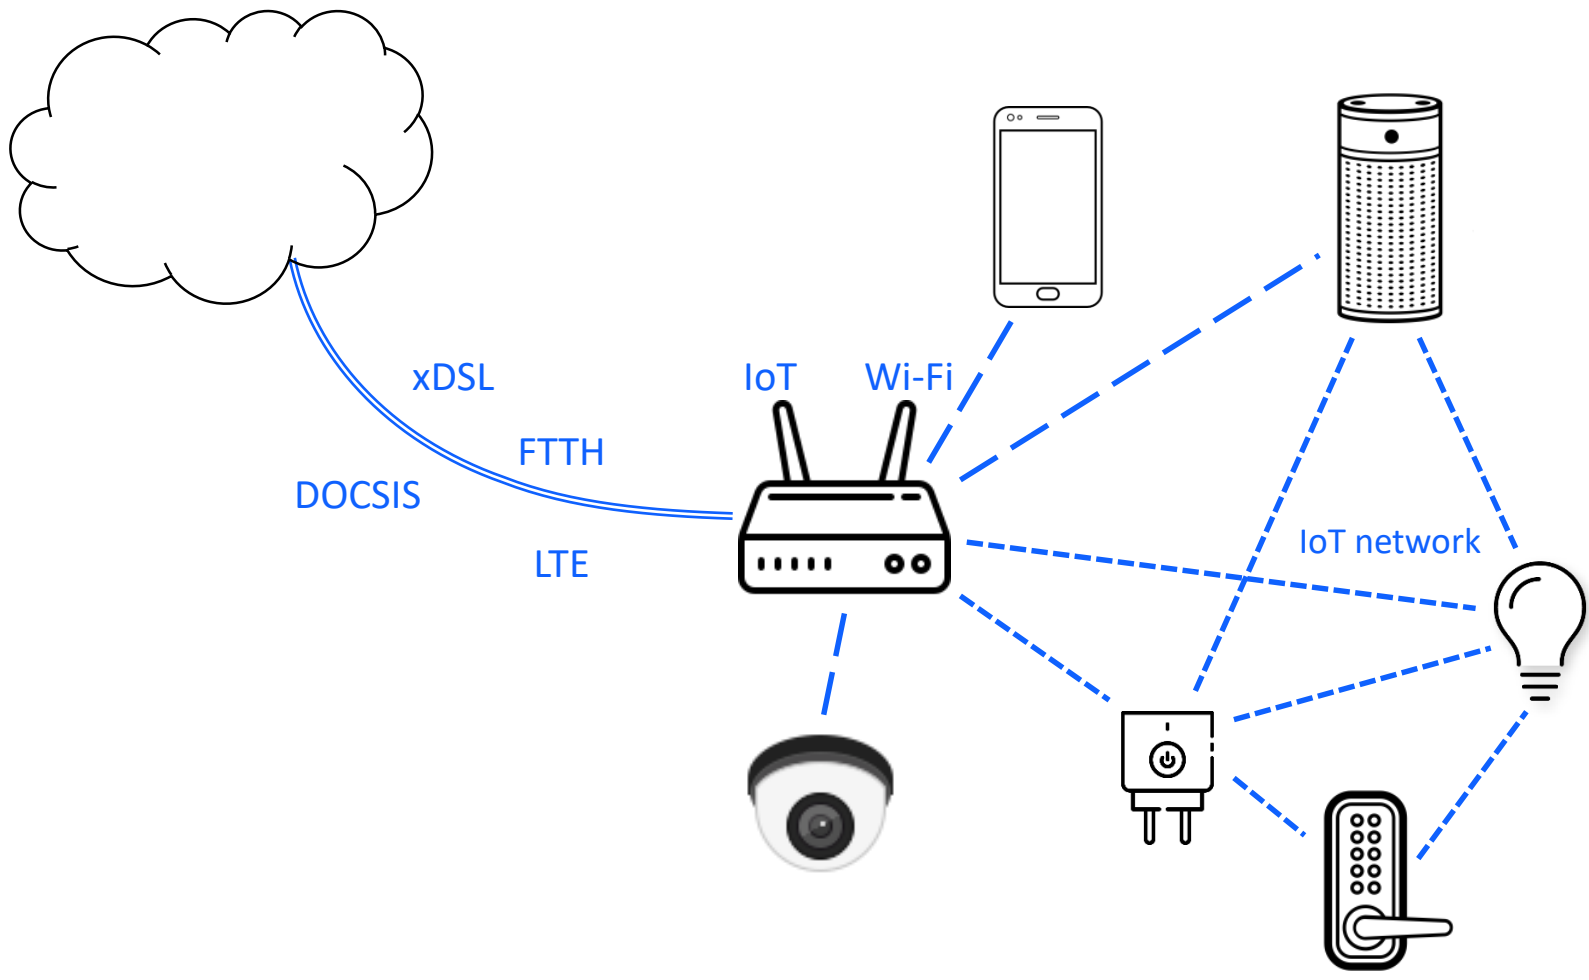 xDSL
IoT
Wi-Fi
FTTH
DOCSIS
LTE
IoT network